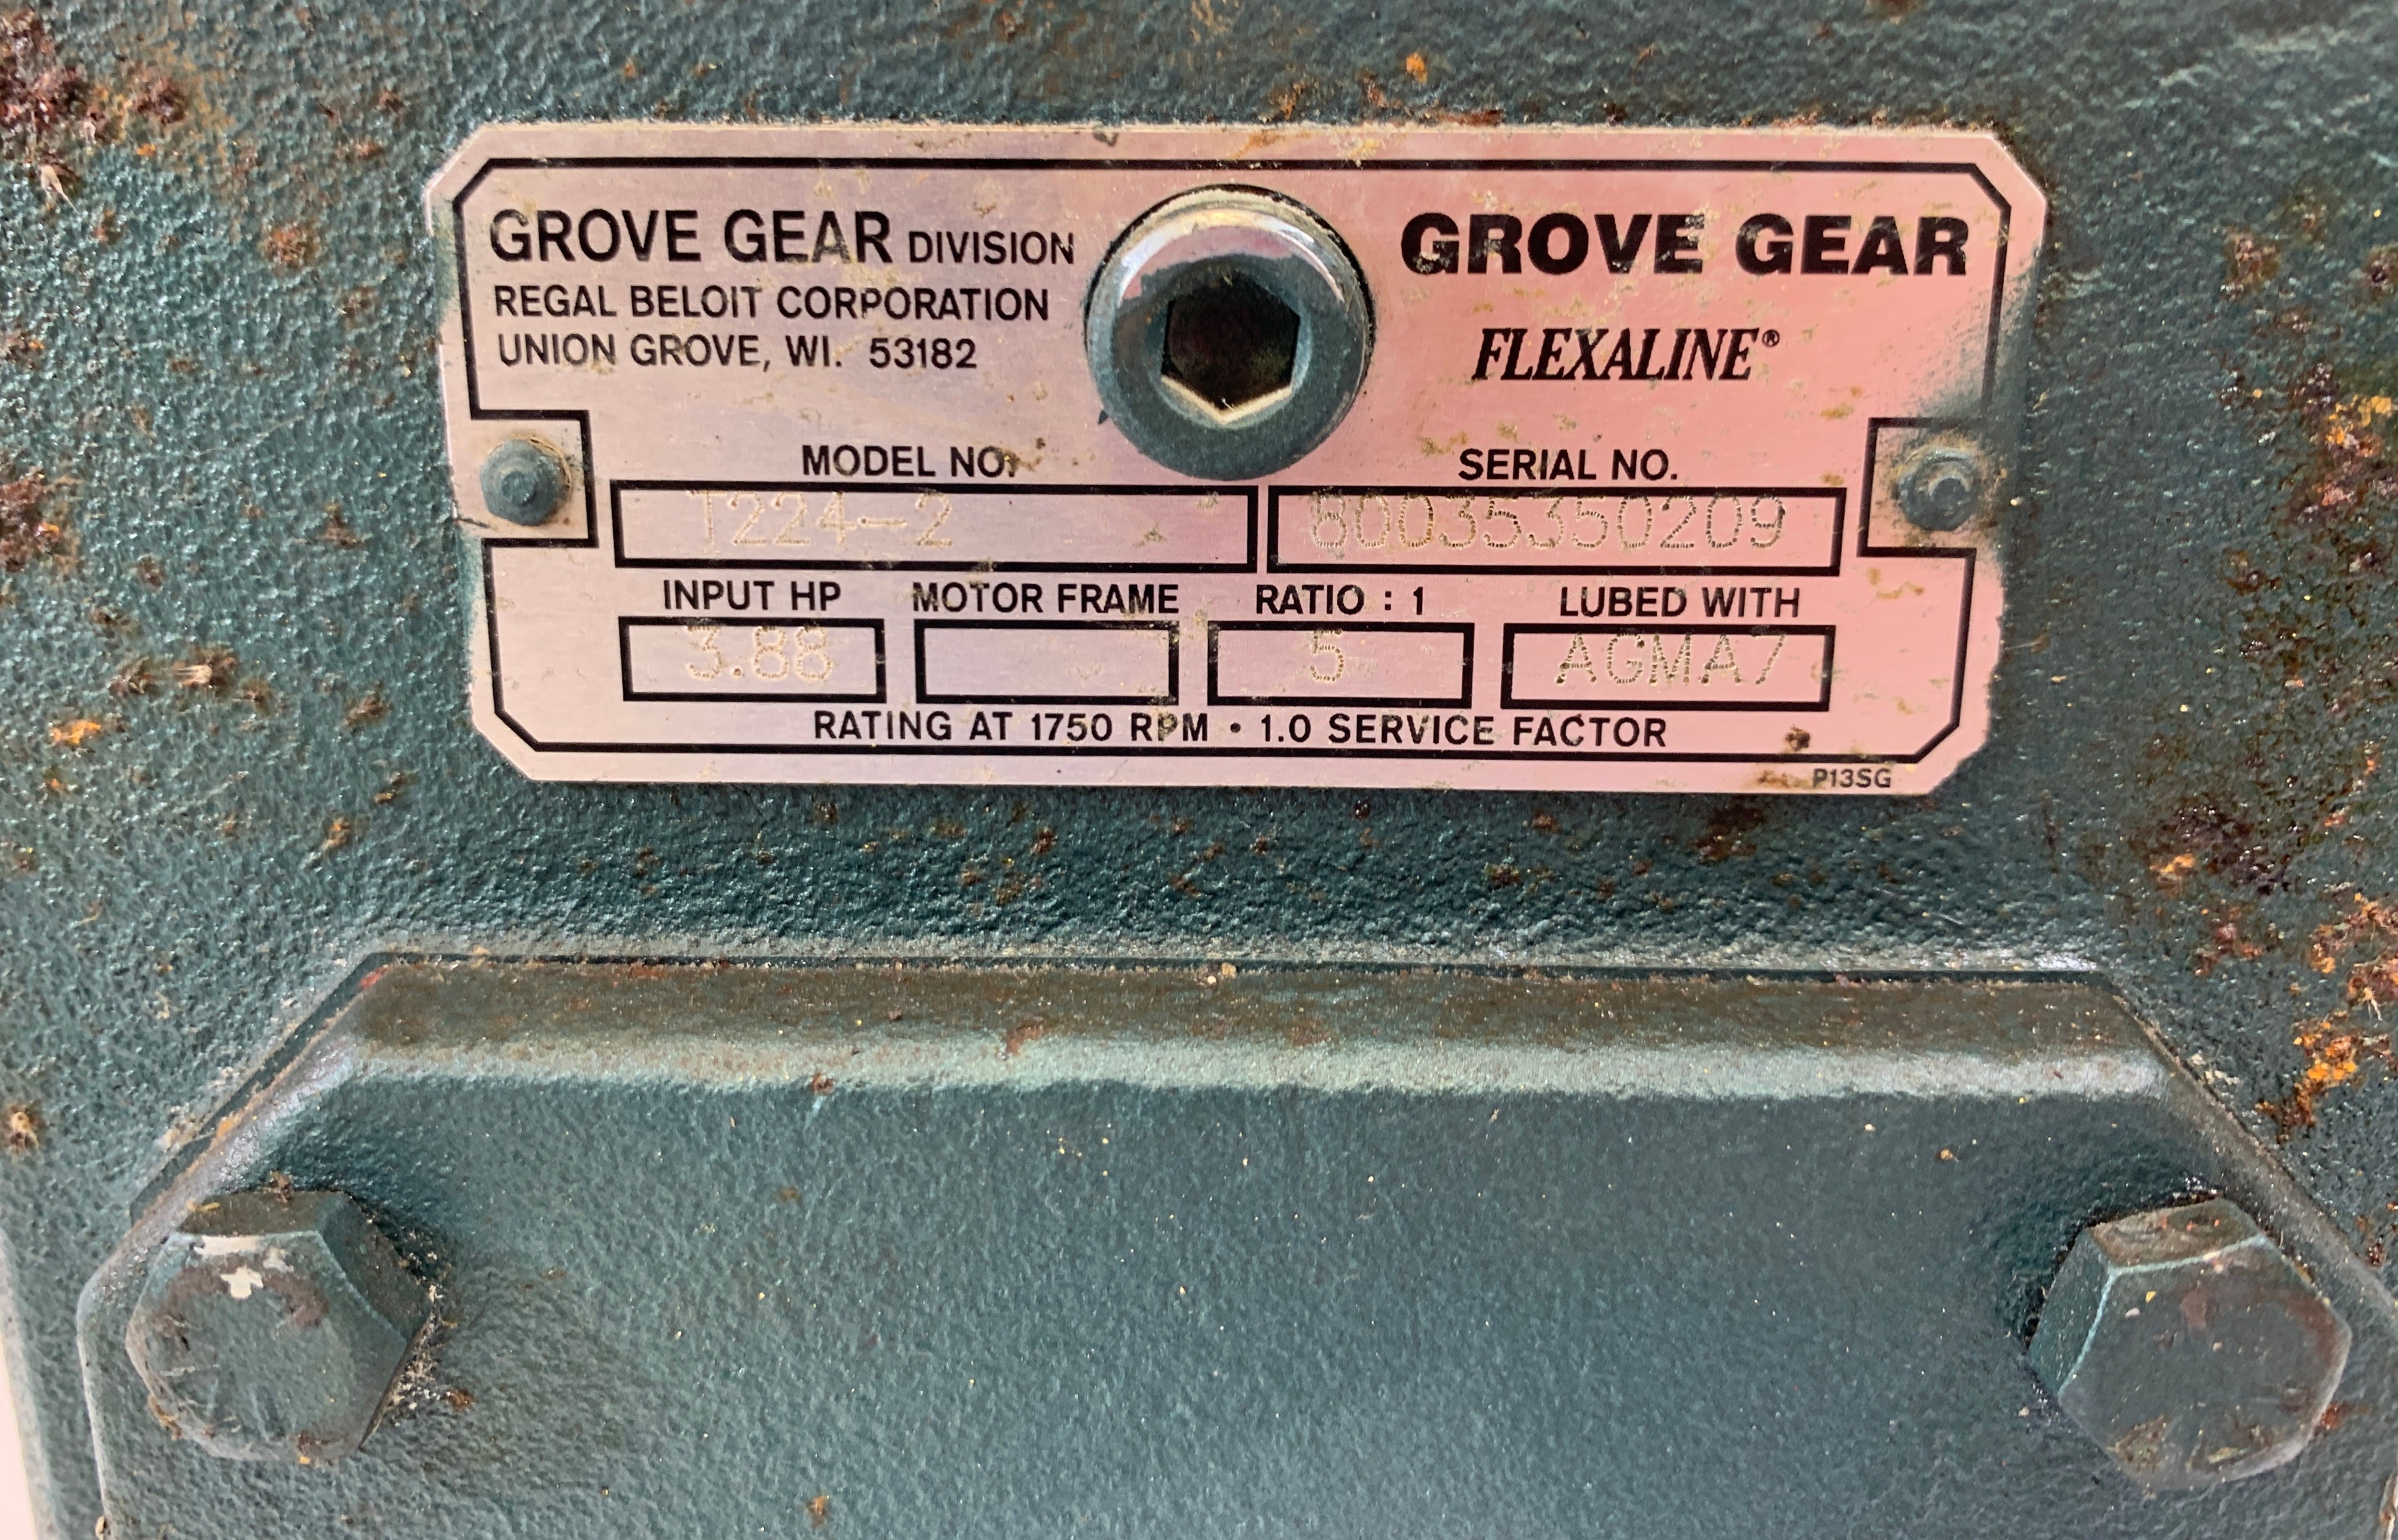 GROVE GEAR DIVISION
REGAL BELOIT CORPORATION
UNION GROVE, WI. 53182
GROVE GEAR
FLEXALINE®
MODEL NO.
T224-2
SERIAL NO.
80035350209
INPUT HP
3.88
MOTOR FRAME
RATIO : 1
5
LUBED WITH
AGMA7
RATING AT 1750 RPM • 1.0 SERVICE FACTOR
P13SG